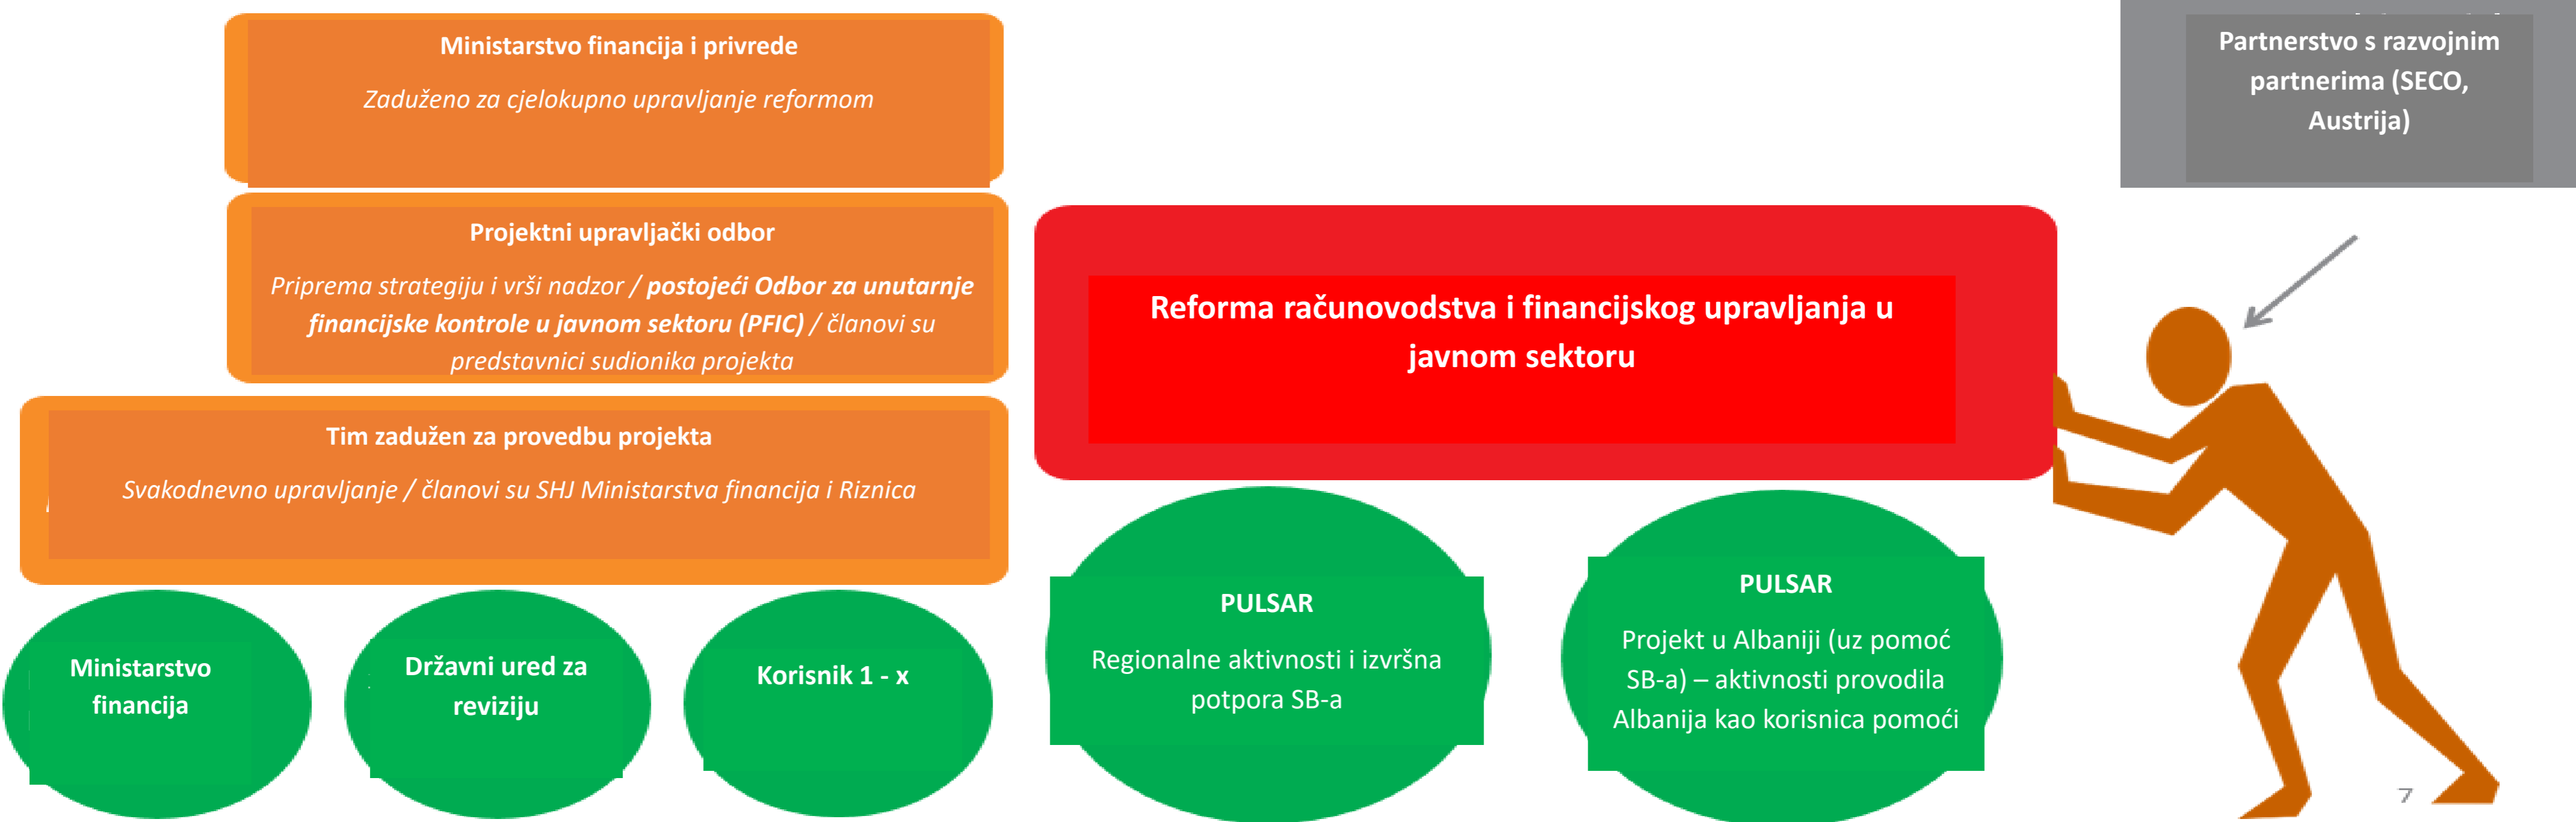 Ministarstvo financija i privrede
Zaduženo za cjelokupno upravljanje reformom
Projektni upravljački odbor
Priprema strategiju i vrši nadzor / postojeći Odbor za unutarnje
financijske kontrole u javnom sektoru (PFIC) / članovi su
predstavnici sudionika projekta
Tim zadužen za provedbu projekta
Svakodnevno upravljanje / članovi su SHJ Ministarstva financija i Riznica
Ministarstvo
financija
Državni ured za
reviziju
Korisnik 1 - x
Reforma računovodstva i financijskog upravljanja u
javnom sektoru
PULSAR
Regionalne aktivnosti i izvršna
potpora SB-a
PULSAR
Projekt u Albaniji (uz pomoć
SB-a) – aktivnosti provodila
Albanija kao korisnica pomoći
Partnerstvo s razvojnim
partnerima (SECO,
Austrija)
7